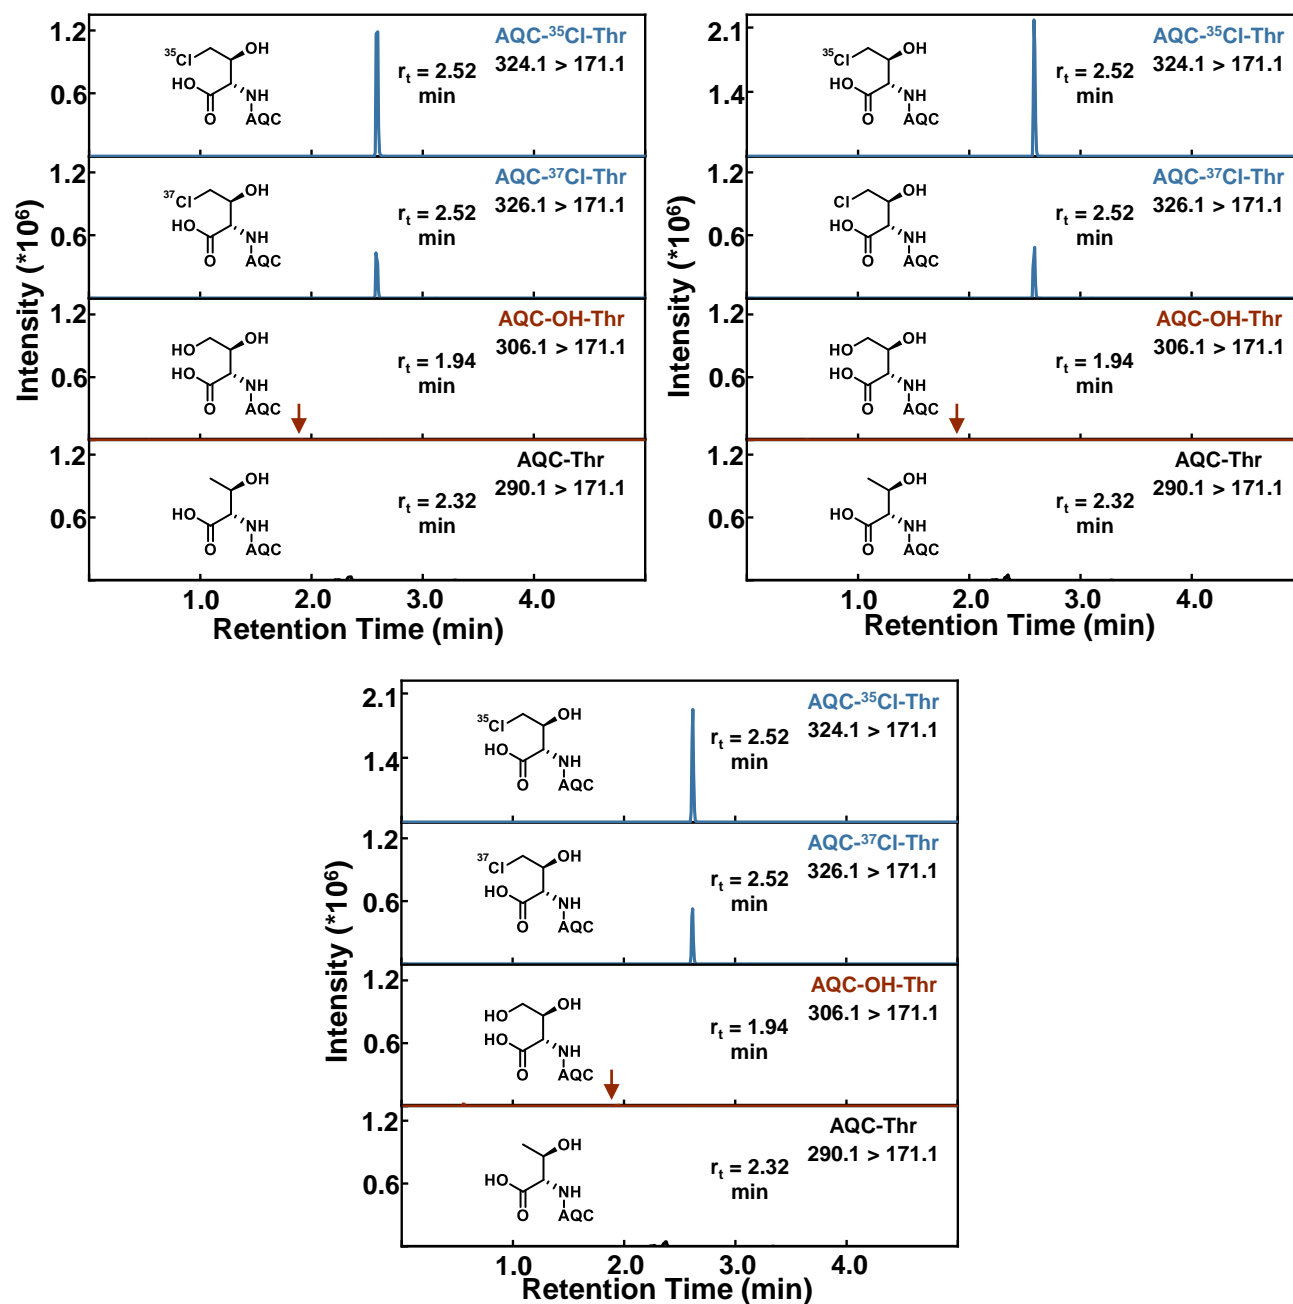 Intensity (*10⁶)
1.2
0.6
³⁵Cl
OH
HO
NH
O
AQC
rₜ = 2.52
min
AQC-³⁵Cl-Thr
324.1 > 171.1
1.2
0.6
³⁷Cl
OH
HO
NH
O
AQC
rₜ = 2.52
min
AQC-³⁷Cl-Thr
326.1 > 171.1
1.2
0.6
HO
OH
HO
NH
O
AQC
rₜ = 1.94
min
AQC-OH-Thr
306.1 > 171.1
1.2
0.6
OH
HO
NH
O
AQC
rₜ = 2.32
min
AQC-Thr
290.1 > 171.1
1.0 2.0 3.0 4.0
Retention Time (min)
Intensity (*10⁶)
2.1
1.4
³⁵Cl
OH
HO
NH
O
AQC
rₜ = 2.52
min
AQC-³⁵Cl-Thr
324.1 > 171.1
1.2
0.6
Cl
OH
HO
NH
O
AQC
rₜ = 2.52
min
AQC-³⁷Cl-Thr
326.1 > 171.1
1.2
0.6
HO
OH
HO
NH
O
AQC
rₜ = 1.94
min
AQC-OH-Thr
306.1 > 171.1
1.2
0.6
OH
HO
NH
O
AQC
rₜ = 2.32
min
AQC-Thr
290.1 > 171.1
1.0 2.0 3.0 4.0
Retention Time (min)
Intensity (*10⁶)
2.1
1.4
³⁵Cl
OH
HO
NH
O
AQC
rₜ = 2.52
min
AQC-³⁵Cl-Thr
324.1 > 171.1
1.2
0.6
³⁷Cl
OH
HO
NH
O
AQC
rₜ = 2.52
min
AQC-³⁷Cl-Thr
326.1 > 171.1
1.2
0.6
HO
OH
HO
NH
O
AQC
rₜ = 1.94
min
AQC-OH-Thr
306.1 > 171.1
1.2
0.6
OH
HO
NH
O
AQC
rₜ = 2.32
min
AQC-Thr
290.1 > 171.1
1.0 2.0 3.0 4.0
Retention Time (min)